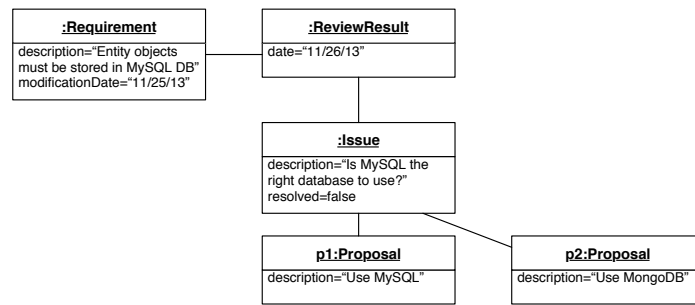 :Requirement
description=“Entity objects
must be stored in MySQL DB”
modificationDate=“11/25/13”
:ReviewResult
date=“11/26/13”
:Issue
description=“Is MySQL the
right database to use?”
resolved=false
p1:Proposal
description=“Use MySQL”
p2:Proposal
description=“Use MongoDB”